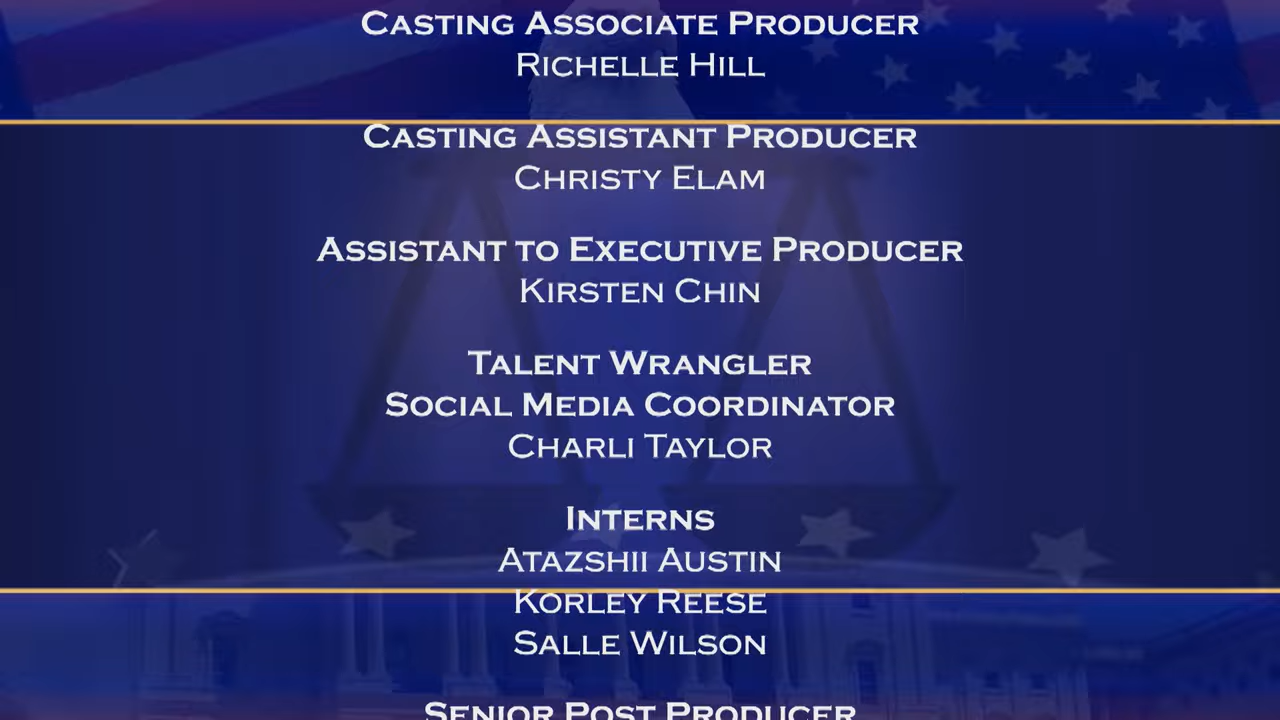 CASTING ASSOCIATE PRODUCER
RICHELLE HILL
CASTING ASSISTANT PRODUCER
CHRISTY ELAM
ASSISTANT TO EXECUTIVE PRODUCER
KIRSTEN CHIN
TALENT WRANGLER
SOCIAL MEDIA COORDINATOR
CHARLI TAYLOR
INTERNS
ATAZSHII AUSTIN
KORLEY REESE
SALLE WILSON
SENIOR POST PRODUCER